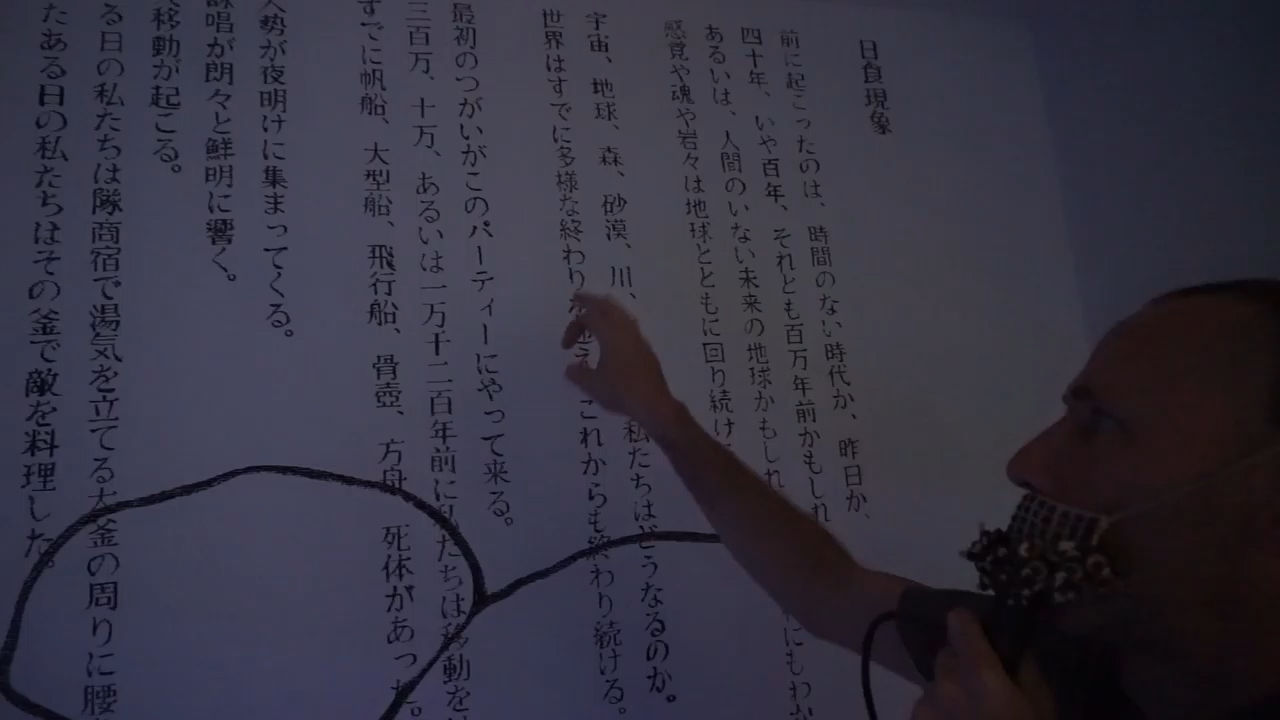 日食現象
前に起こったのは、時間のない時代か、昨日か、
四十年、いや百年、それとも百万年前かもしれ
あるいは、人間のいない未来の地球かもしれ にもわか
感覚や魂や岩々は地球とともに回り続け
宇宙、地球、森、砂漠、川、 私たちはどうなるのか。
世界はすでに多様な終わり これからも終わり続ける。
最初のつがいがこのパーティーにやって来る。
三百万、十万、あるいは一万千二百年前に私たちは移動を
すでに帆船、大型船、飛行船、骨壺、方舟、死体があった。
勢が夜明けに集まってくる。
詠唱が朗々と鮮明に響く。
移動が起こる。
る日の私たちは隊商宿で湯気を立てる大釜の周りに腰
たある日の私たちはその釜で敵を料理した。